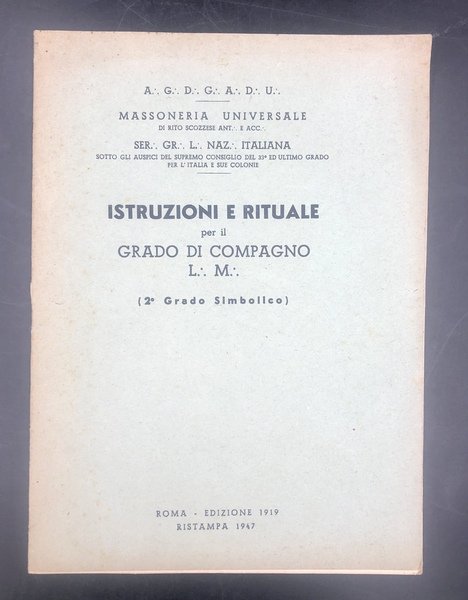 A∴ G∴ D∴ G∴ A∴ D∴ U∴
MASSONERIA UNIVERSALE
DI RITO SCOZZESE ANT∴ E ACC∴
SER∴ GR∴ L∴ NAZ∴ ITALIANA
SOTTO GLI AUSPICI DEL SUPREMO CONSIGLIO DEL 33° ED ULTIMO GRADO
PER L'ITALIA E SUE COLONIE
ISTRUZIONI E RITUALE
per il
GRADO DI COMPAGNO
L∴ M∴
(2° Grado Simbolico)
ROMA - EDIZIONE 1919
RISTAMPA 1947